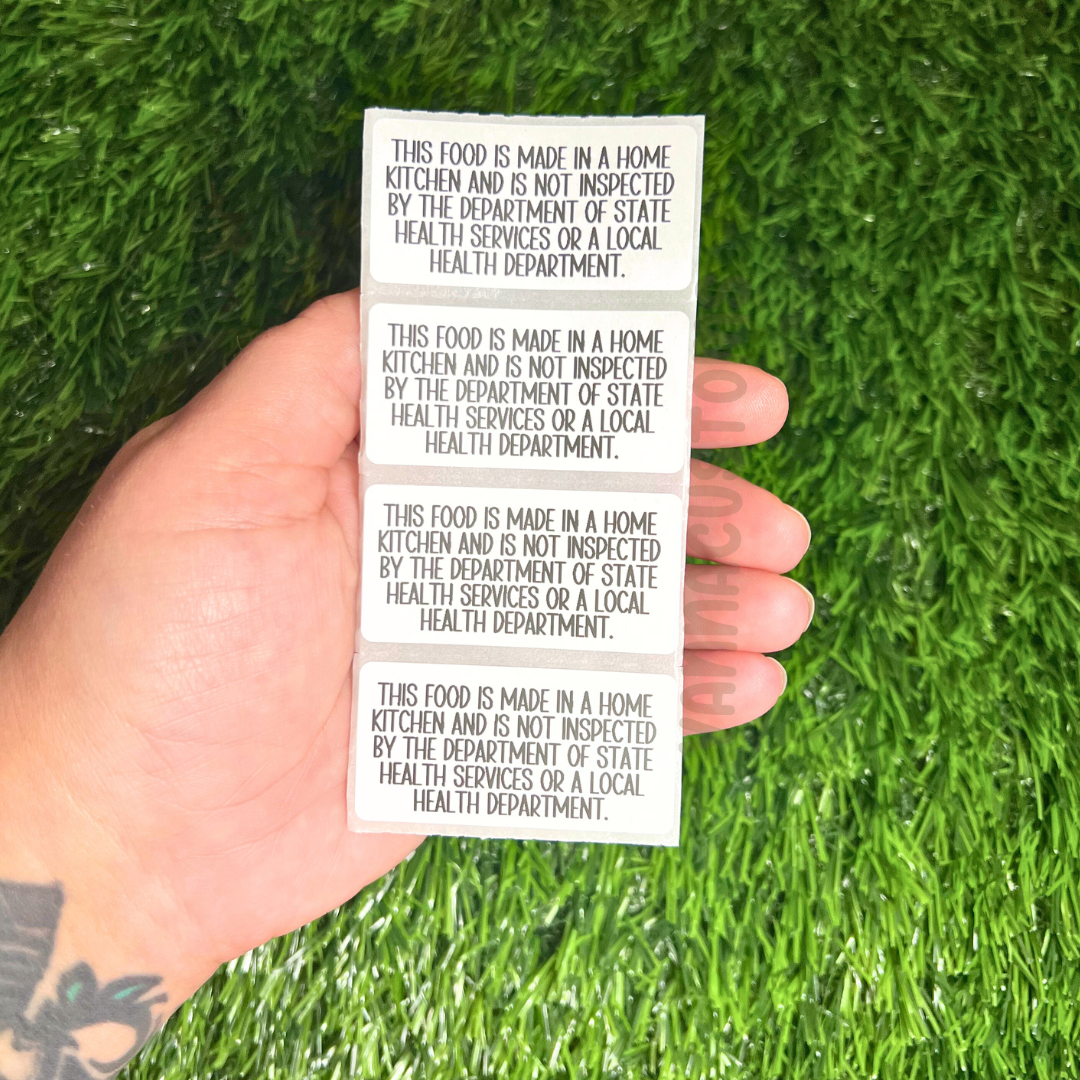 THIS FOOD IS MADE IN A HOME
KITCHEN AND IS NOT INSPECTED
BY THE DEPARTMENT OF STATE
HEALTH SERVICES OR A LOCAL
HEALTH DEPARTMENT.
THIS FOOD IS MADE IN A HOME
KITCHEN AND IS NOT INSPECTED
BY THE DEPARTMENT OF STATE
HEALTH SERVICES OR A LOCAL
HEALTH DEPARTMENT.
THIS FOOD IS MADE IN A HOME
KITCHEN AND IS NOT INSPECTED
BY THE DEPARTMENT OF STATE
HEALTH SERVICES OR A LOCAL
HEALTH DEPARTMENT.
THIS FOOD IS MADE IN A HOME
KITCHEN AND IS NOT INSPECTED
BY THE DEPARTMENT OF STATE
HEALTH SERVICES OR A LOCAL
HEALTH DEPARTMENT.